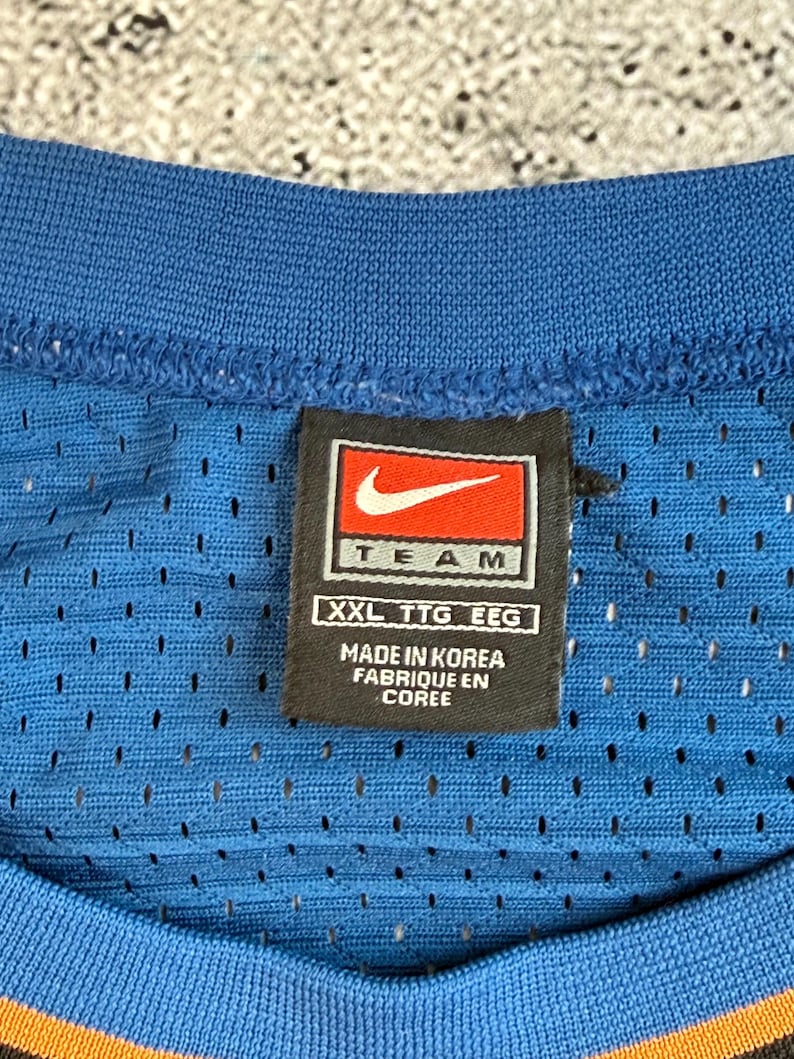 TEAM
XXL TTG EEG
MADE IN KOREA
FABRIQUE EN
COREE